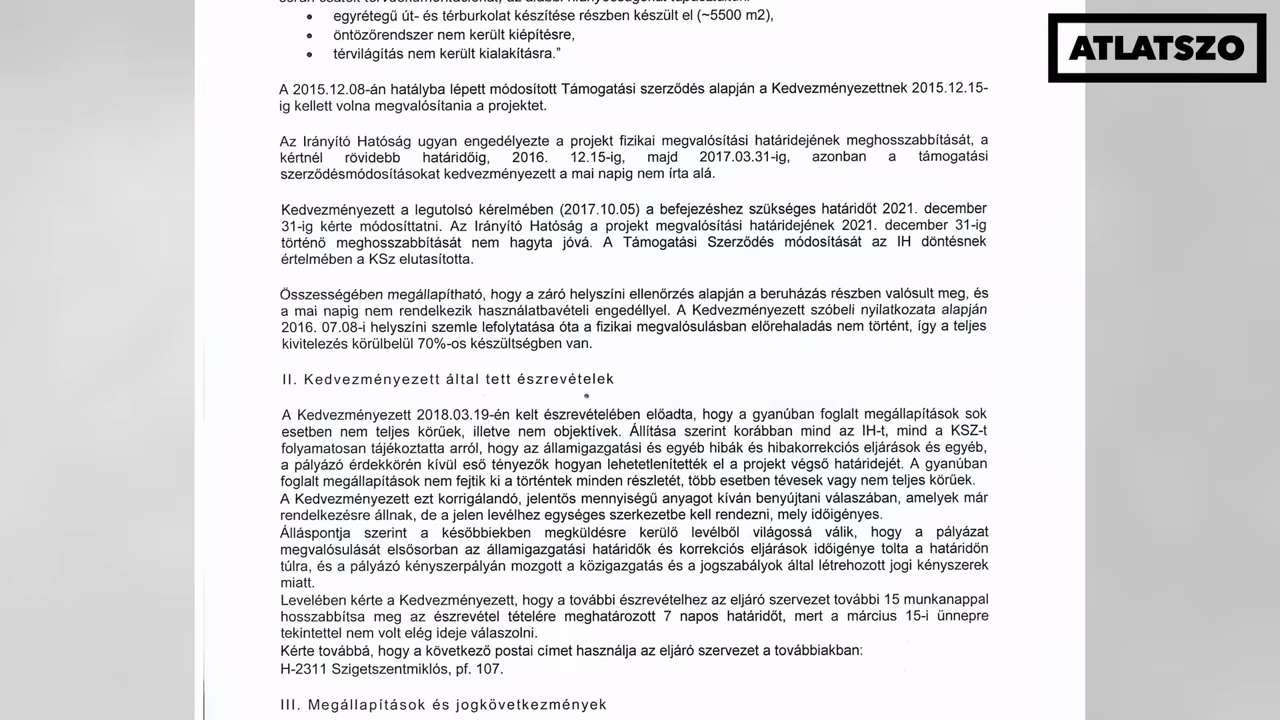 során csatolt tervdokumentációkat, az alábbi hiányosságokat tapasztaltuk:
• egyrétegű út- és térburkolat készítése részben készült el (~5500 m2),
• öntözőrendszer nem került kiépítésre,
• térvilágítás nem került kialakításra.”
ATLATSZO
A 2015.12.08-án hatályba lépett módosított Támogatási szerződés alapján a Kedvezményezettnek 2015.12.15-
ig kellett volna megvalósítania a projektet.
Az Irányító Hatóság ugyan engedélyezte a projekt fizikai megvalósítási határidejének meghosszabbítását, a
kértnél rövidebb határidőig, 2016. 12.15-ig, majd 2017.03.31-ig, azonban a támogatási
szerződésmódosításokat kedvezményezett a mai napig nem írta alá.
Kedvezményezett a legutolsó kérelmében (2017.10.05) a befejezéshez szükséges határidőt 2021. december
31-ig kérte módosíttatni. Az Irányító Hatóság a projekt megvalósítási határidejének 2021. december 31-ig
történő meghosszabbítását nem hagyta jóvá. A Támogatási Szerződés módosítását az IH döntésnek
értelmében a KSz elutasította.
Összességében megállapítható, hogy a záró helyszíni ellenőrzés alapján a beruházás részben valósult meg, és
a mai napig nem rendelkezik használatbavételi engedéllyel. A Kedvezményezett szóbeli nyilatkozata alapján
2016. 07.08-i helyszíni szemle lefolytatása óta a fizikai megvalósulásban előrehaladás nem történt, így a teljes
kivitelezés körülbelül 70%-os készültségben van.
II. Kedvezményezett által tett észrevételek
A Kedvezményezett 2018.03.19-én kelt észrevételében előadta, hogy a gyanúban foglalt megállapítások sok
esetben nem teljes körűek, illetve nem objektívek. Állítása szerint korábban mind az IH-t, mind a KSZ-t
folyamatosan tájékoztatta arról, hogy az államigazgatási és egyéb hibák és hibakorrekciós eljárások és egyéb,
a pályázó érdekkörén kívül eső tényezők hogyan lehetetlenítették el a projekt végső határidejét. A gyanúban
foglalt megállapítások nem fejtik ki a történtek minden részletét, több esetben tévesek vagy nem teljes körűek.
A Kedvezményezett ezt korrigálandó, jelentős mennyiségű anyagot kíván benyújtani válaszában, amelyek már
rendelkezésre állnak, de a jelen levélhez egységes szerkezetbe kell rendezni, mely időigényes.
Álláspontja szerint a későbbiekben megküldésre kerülő levélből világossá válik, hogy a pályázat
megvalósulását elsősorban az államigazgatási határidők és korrekciós eljárások időigénye tolta a határidőn
túlra, és a pályázó kényszerpályán mozgott a közigazgatás és a jogszabályok által létrehozott jogi kényszerek
miatt.
Levelében kérte a Kedvezményezett, hogy a további észrevételhez az eljáró szervezet további 15 munkanappal
hosszabbítsa meg az észrevétel tételére meghatározott 7 napos határidőt, mert a március 15-i ünnepre
tekintettel nem volt elég ideje válaszolni.
Kérte továbbá, hogy a következő postai címet használja az eljáró szervezet a továbbiakban:
H-2311 Szigetszentmiklós, pf. 107.
III. Megállapítások és jogkövetkezmények